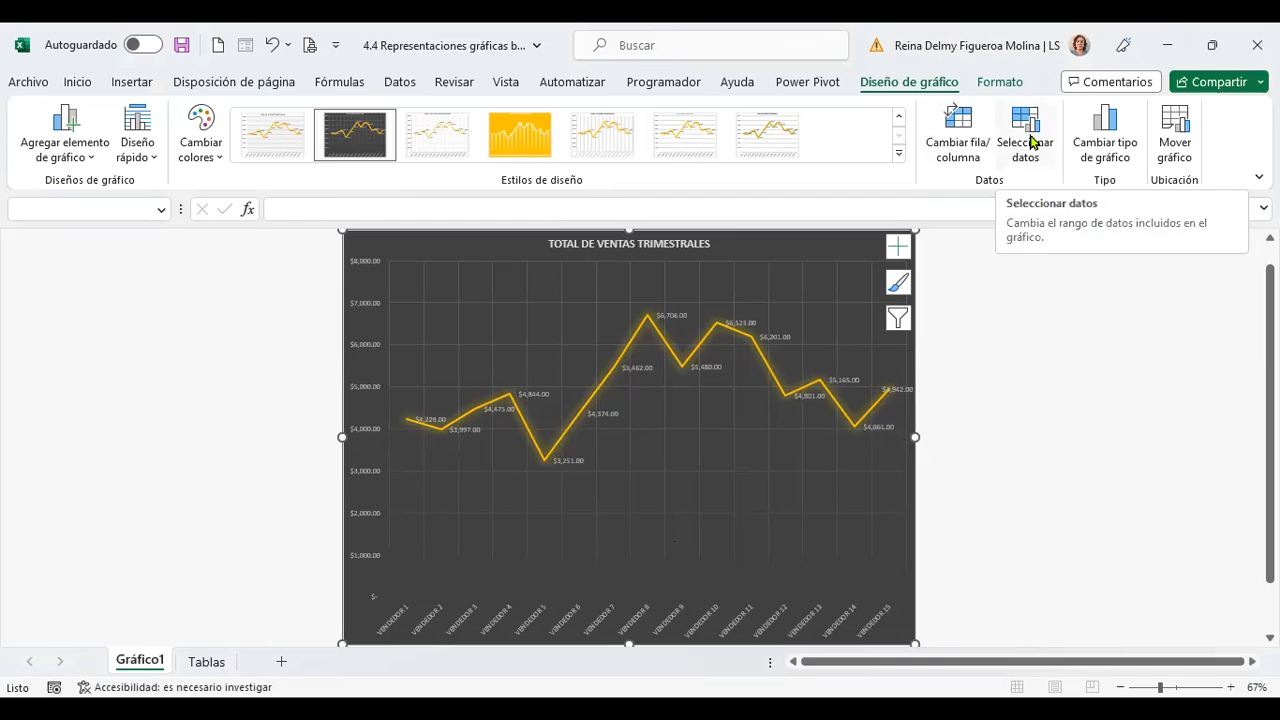 Autoguardado
4.4 Representaciones gráficas b...
Buscar
Reina Delmy Figueroa Molina | LS
Archivo Inicio Insertar Disposición de página Fórmulas Datos Revisar Vista Automatizar Programador Ayuda Power Pivot Diseño de gráfico Formato Comentarios Compartir
Agregar elemento
de gráfico
Diseño
rápido
Cambiar
colores
Cambiar fila/
columna
Seleccionar
datos
Cambiar tipo
de gráfico
Mover
gráfico
Diseños de gráfico Estilos de diseño Datos Tipo Ubicación
fx
Seleccionar datos
Cambia el rango de datos incluidos en el
gráfico.
TOTAL DE VENTAS TRIMESTRALES
$8,000.00
$7,000.00
$6,000.00
$5,000.00
$4,000.00
$3,000.00
$2,000.00
$1,000.00
$-
$4,229.00
$3,997.00
$4,475.00
$4,844.00
$3,251.00
$4,374.00
$5,462.00
$6,706.00
$5,480.00
$6,523.00
$6,201.00
$4,801.00
$5,165.00
$4,061.00
$4,942.00
VENDEDOR 1
VENDEDOR 2
VENDEDOR 3
VENDEDOR 4
VENDEDOR 5
VENDEDOR 6
VENDEDOR 7
VENDEDOR 8
VENDEDOR 9
VENDEDOR 10
VENDEDOR 11
VENDEDOR 12
VENDEDOR 13
VENDEDOR 14
VENDEDOR 15
Gráfico1 Tablas
Listo Accesibilidad: es necesario investigar 67%